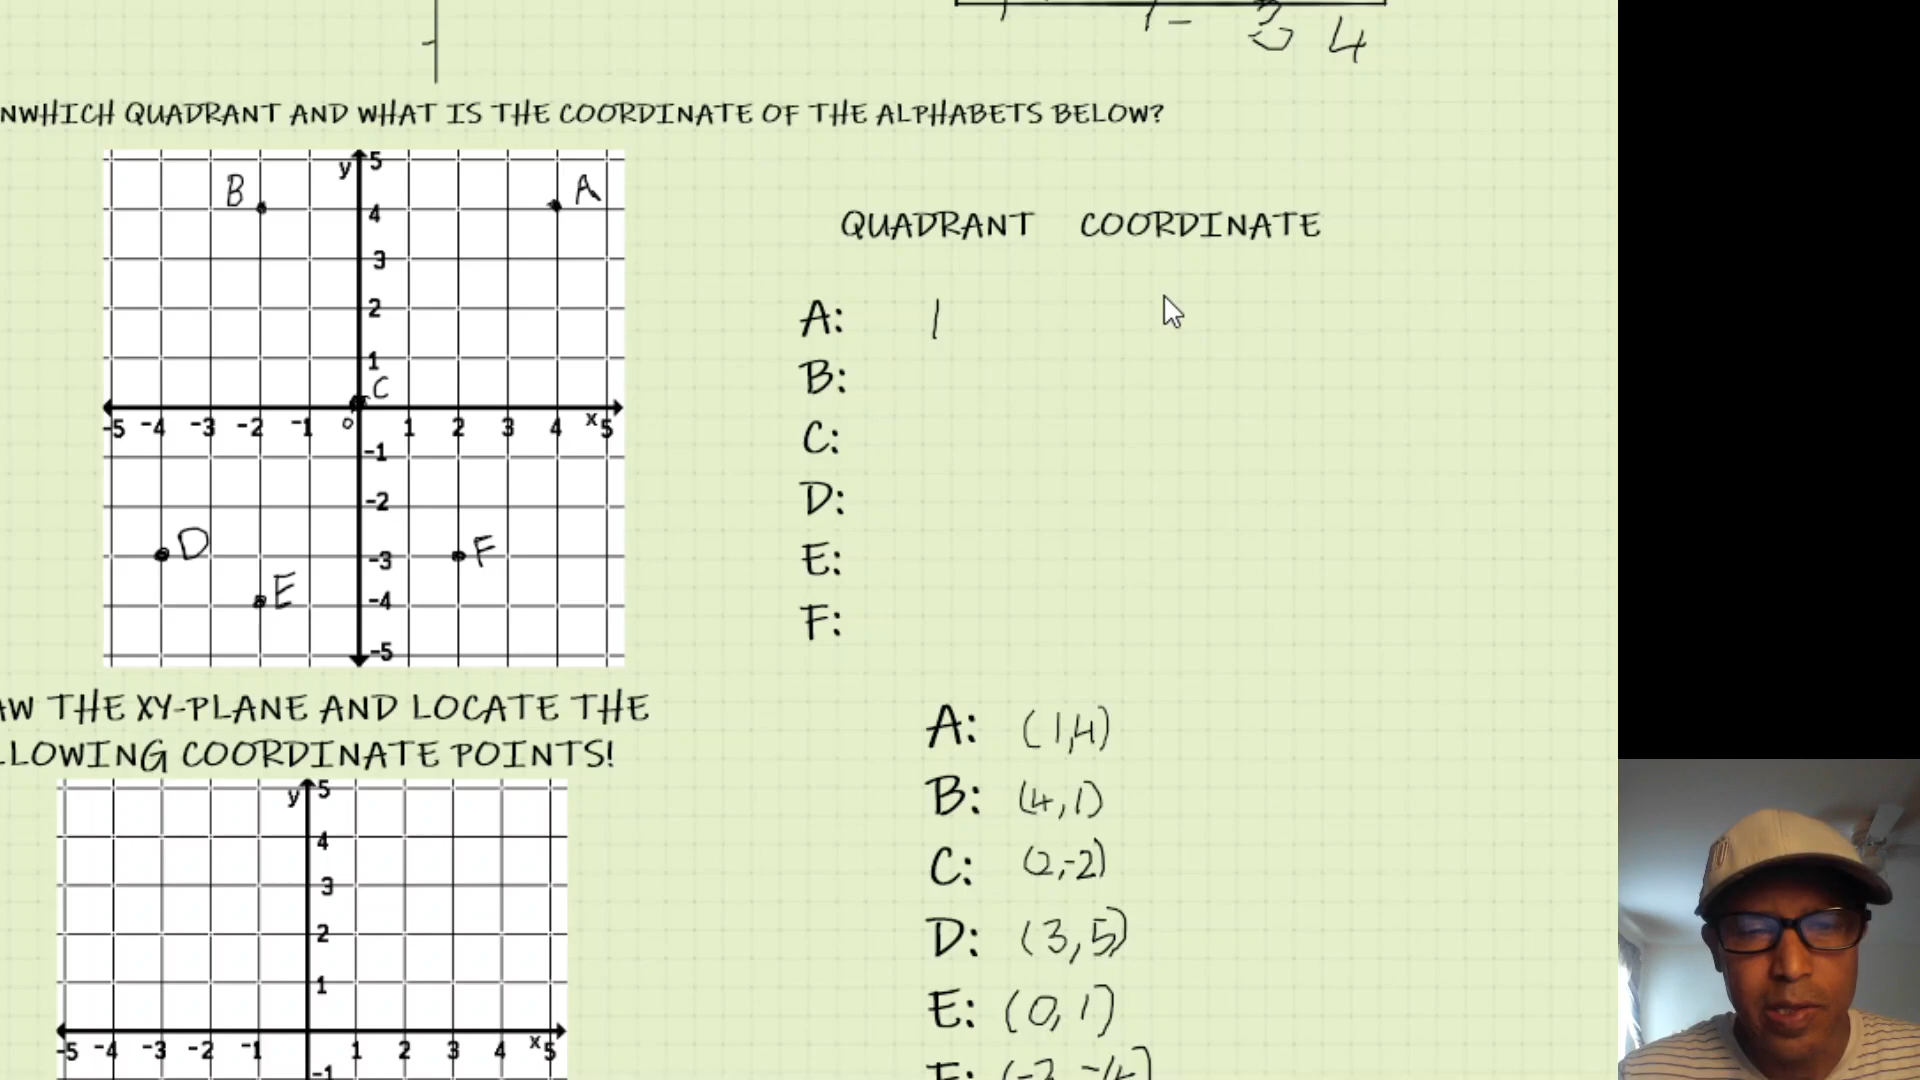 4
NWHICH QUADRANT AND WHAT IS THE COORDINATE OF THE ALPHABETS BELOW?
y 5
B A
4
3
2
1
C
-5 -4 -3 -2 -1 0 1 2 3 4 x 5
-1
-2
D -3 F
E -4
-5
QUADRANT COORDINATE
A: 1
B:
C:
D:
E:
F:
AW THE XY-PLANE AND LOCATE THE
LLOWING COORDINATE POINTS!
y 5
4
3
2
1
-5 -4 -3 -2 -1 1 2 3 4 x 5
-1
A: (1,4)
B: (4,1)
C: (2,-2)
D: (3,5)
E: (0,1)